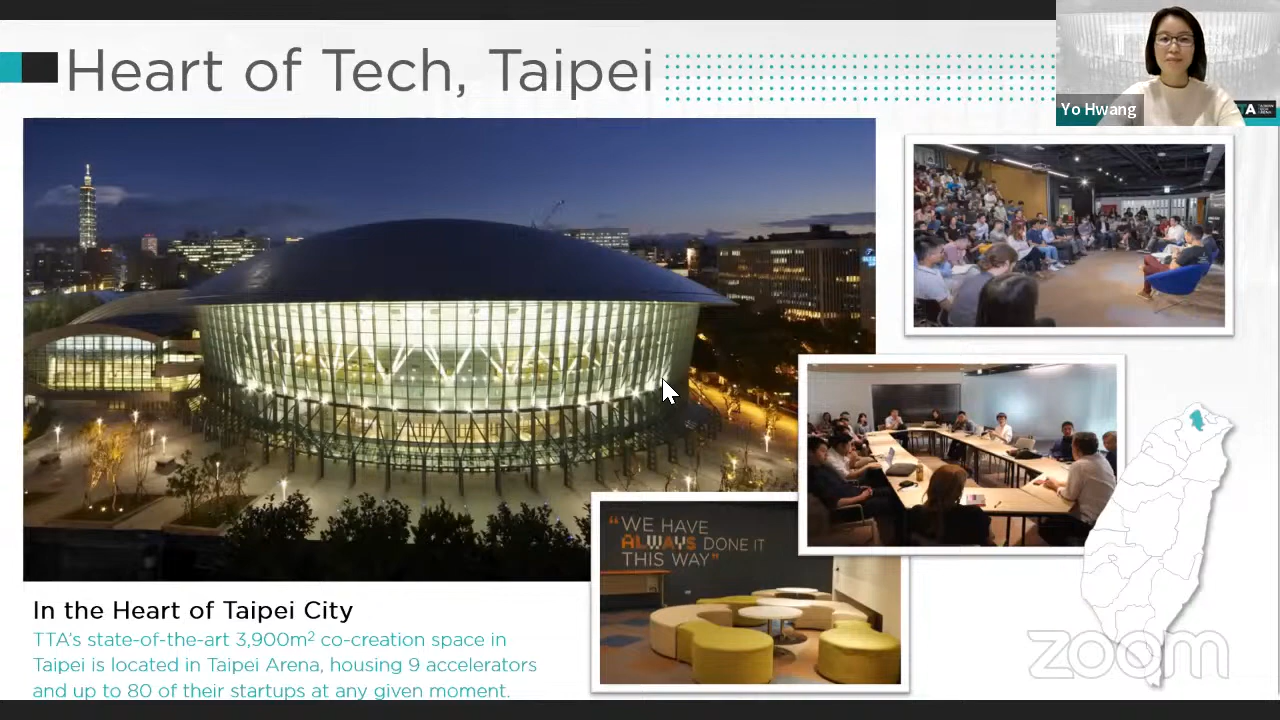 Heart of Tech, Taipei
Yo Hwang
"WE HAVE
ALWAYS DONE IT
THIS WAY"
In the Heart of Taipei City
TTA's state-of-the-art 3,900m² co-creation space in
Taipei is located in Taipei Arena, housing 9 accelerators
and up to 80 of their startups at any given moment.
zoom